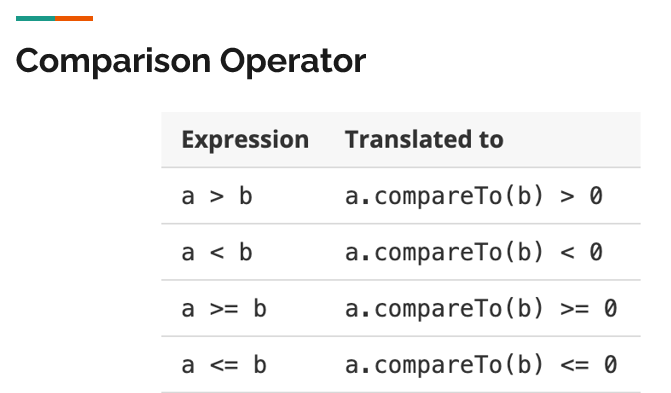 Comparison Operator
Expression Translated to
a > b a.compareTo(b) > 0
a < b a.compareTo(b) < 0
a >= b a.compareTo(b) >= 0
a <= b a.compareTo(b) <= 0